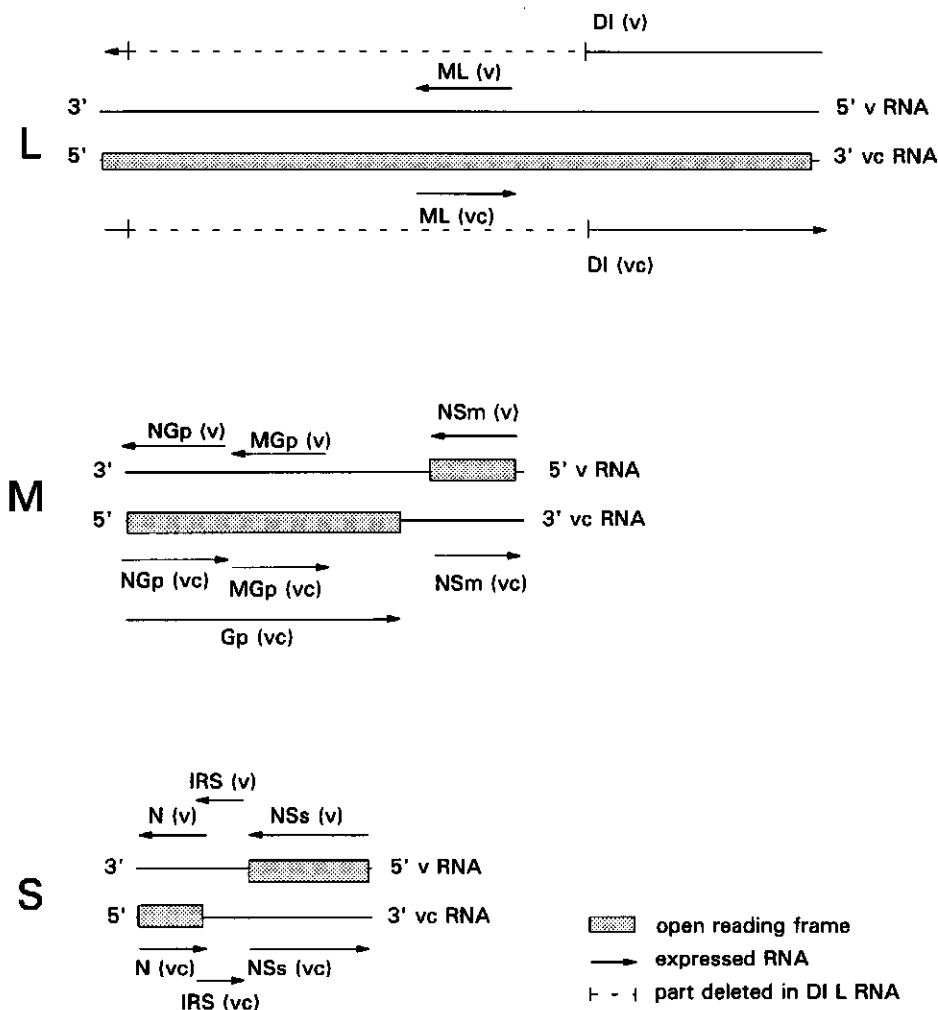 DI (v)
ML (v)
3' 5' v RNA
L
5' 3' vc RNA
ML (vc)
DI (vc)
NSm (v)
NGp (v) MGp (v)
3' 5' v RNA
M
5' 3' vc RNA
NGp (vc) MGp (vc) NSm (vc)
Gp (vc)
IRS (v)
N (v) NSs (v)
3' 5' v RNA
S
5' 3' vc RNA
N (vc) NSs (vc)
IRS (vc)
open reading frame
expressed RNA
part deleted in DI L RNA